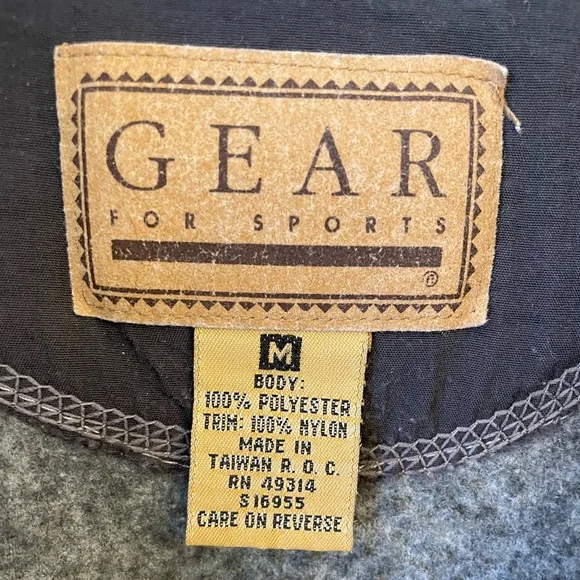 GEAR
FOR SPORTS
®
M
BODY:
100% POLYESTER
TRIM: 100% NYLON
MADE IN
TAIWAN R. O. C.
RN 49314
S16955
CARE ON REVERSE